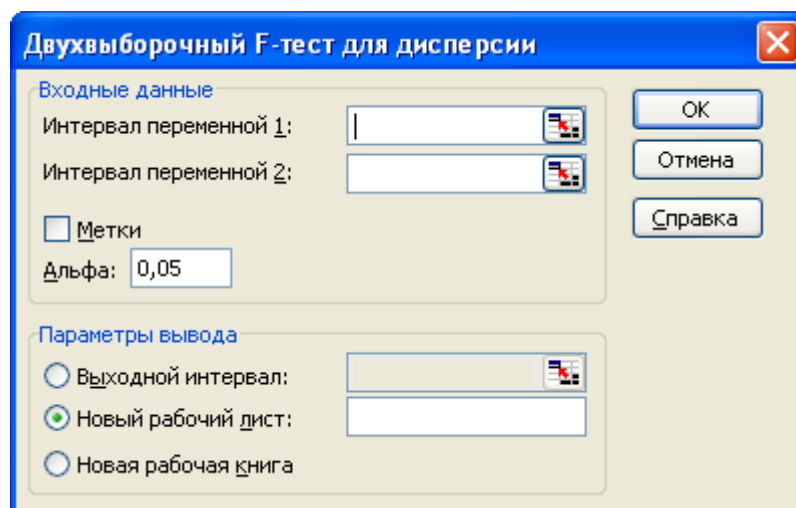 Двухвыборочный F-тест для дисперсии
Входные данные
Интервал переменной 1:
Интервал переменной 2:
Метки
Альфа: 0,05
OK
Отмена
Справка
Параметры вывода
Выходной интервал:
Новый рабочий лист:
Новая рабочая книга